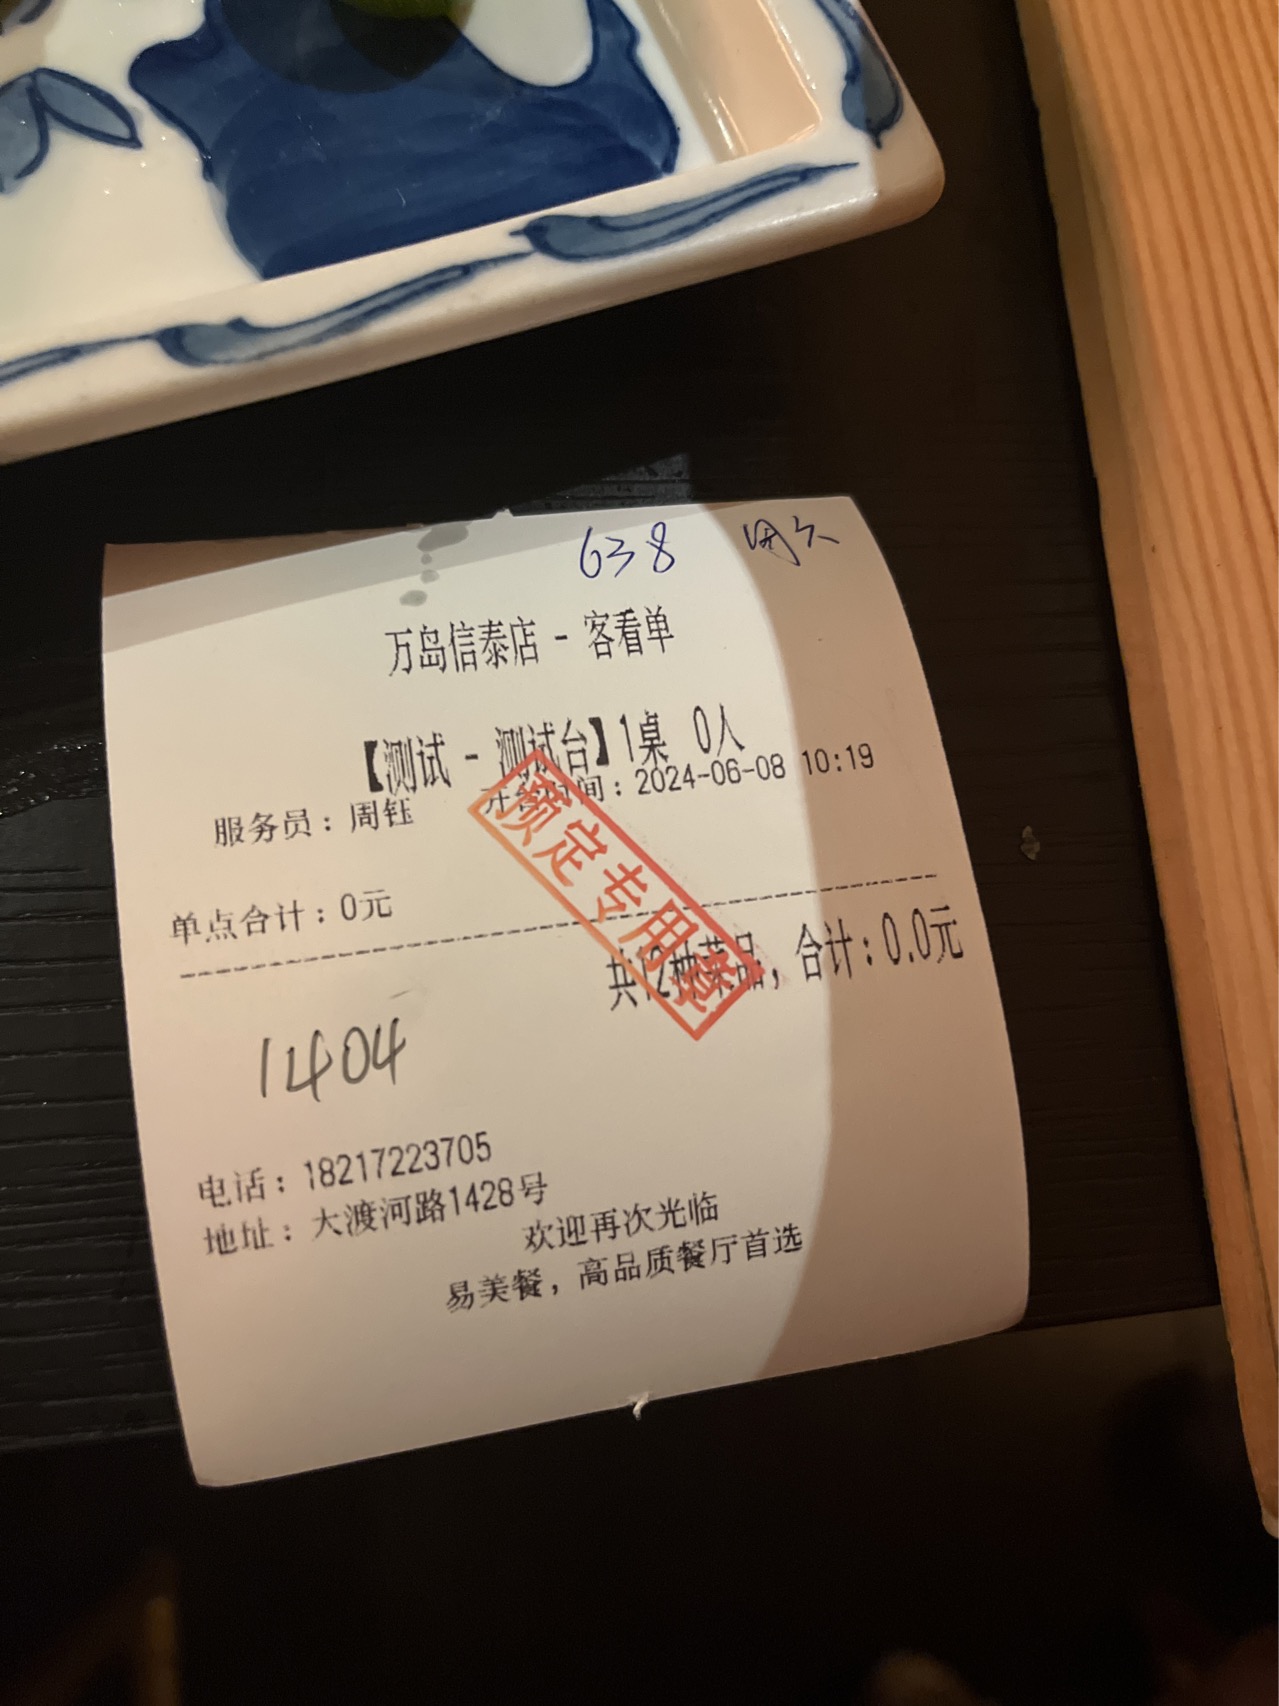 638
万岛信泰店 - 客看单
【测试 - 测试台】1桌 0人
服务员：周钰 开台时间：2024-06-08 10:19
预定专用章
单点合计：0元
共12种菜品，合计：0.0元
1404
电话：18217223705
地址：大渡河路1428号
欢迎再次光临
易美餐，高品质餐厅首选